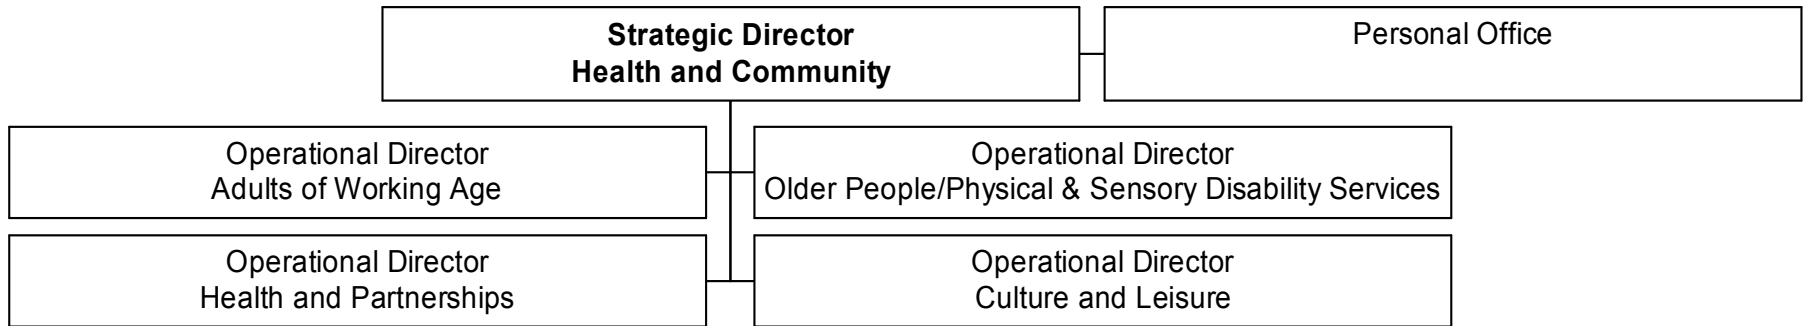 Strategic Director
Health and Community
Personal Office
Operational Director
Adults of Working Age
Operational Director
Older People/Physical & Sensory Disability Services
Operational Director
Health and Partnerships
Operational Director
Culture and Leisure